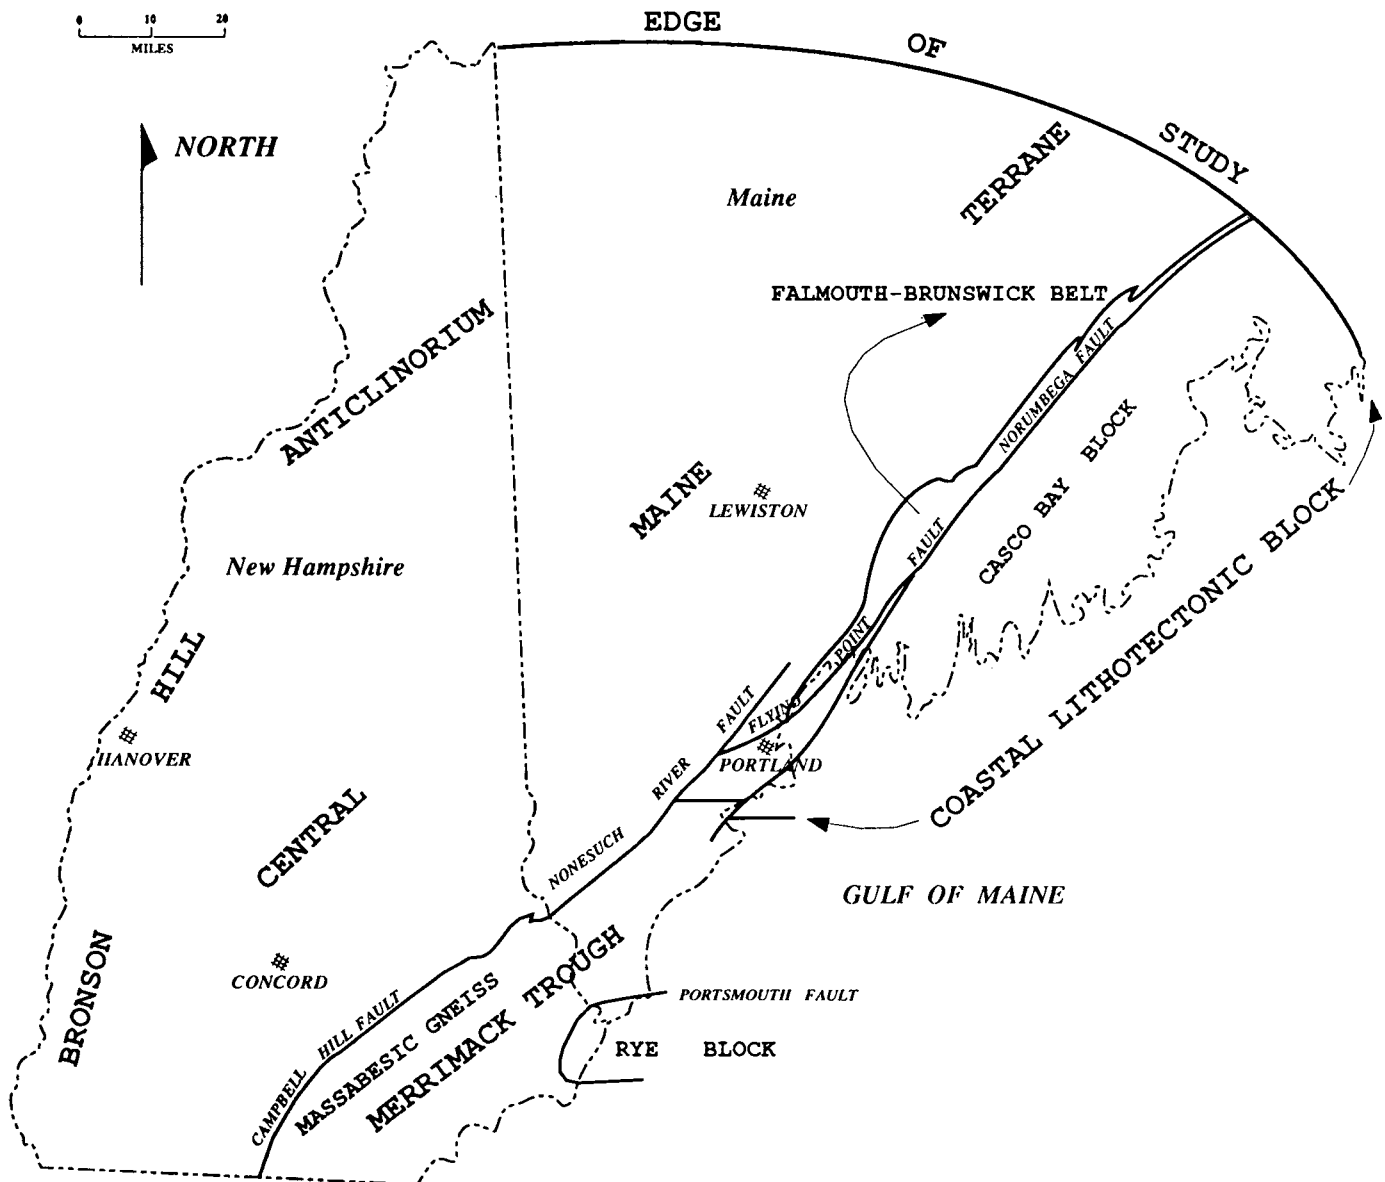 0 10 20
MILES
EDGE OF STUDY
NORTH
Maine
TERRANE
FALMOUTH-BRUNSWICK BELT
NORUMBEGA FAULT
ANTICLINORIUM
CASCO BAY BLOCK
MAINE
LEWISTON
New Hampshire
FAULT
COASTAL LITHOTECTONIC BLOCK
HILL
FLYING POINT
FAULT
HANOVER
PORTLAND
RIVER
CENTRAL
NONESUCH
GULF OF MAINE
BRONSON
CONCORD
CAMPBELL HILL FAULT
MASSABESIC GNEISS
MERRIMACK TROUGH
PORTSMOUTH FAULT
RYE BLOCK